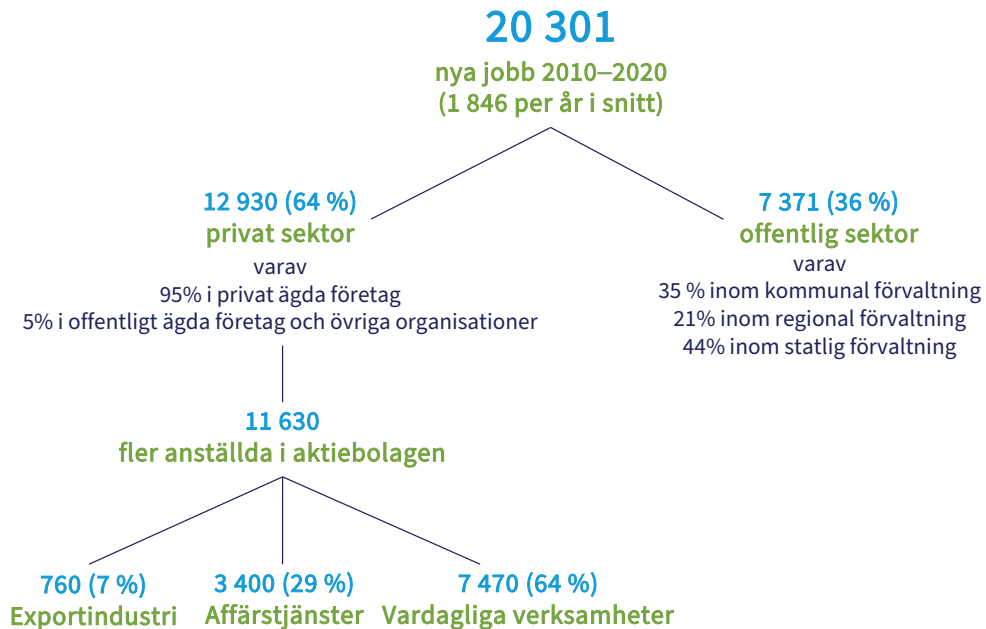 20 301
nya jobb 2010–2020
(1 846 per år i snitt)
12 930 (64 %)
privat sektor
varav
95% i privat ägda företag
5% i offentligt ägda företag och övriga organisationer
7 371 (36 %)
offentlig sektor
varav
35 % inom kommunal förvaltning
21% inom regional förvaltning
44% inom statlig förvaltning
11 630
fler anställda i aktiebolagen
760 (7 %)
Exportindustri
3 400 (29 %)
Affärstjänster
7 470 (64 %)
Vardagliga verksamheter